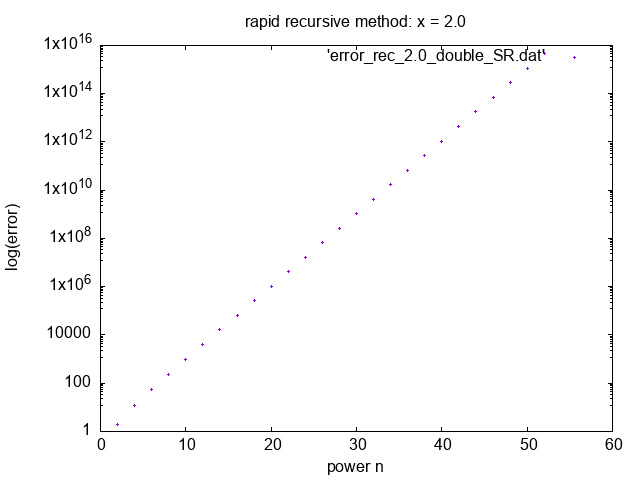 rapid recursive method: x = 2.0
'error_rec_2.0_double_SR.dat'
1x10^16
1x10^14
1x10^12
1x10^10
1x10^8
1x10^6
10000
100
1
log(error)
0 10 20 30 40 50 60
power n